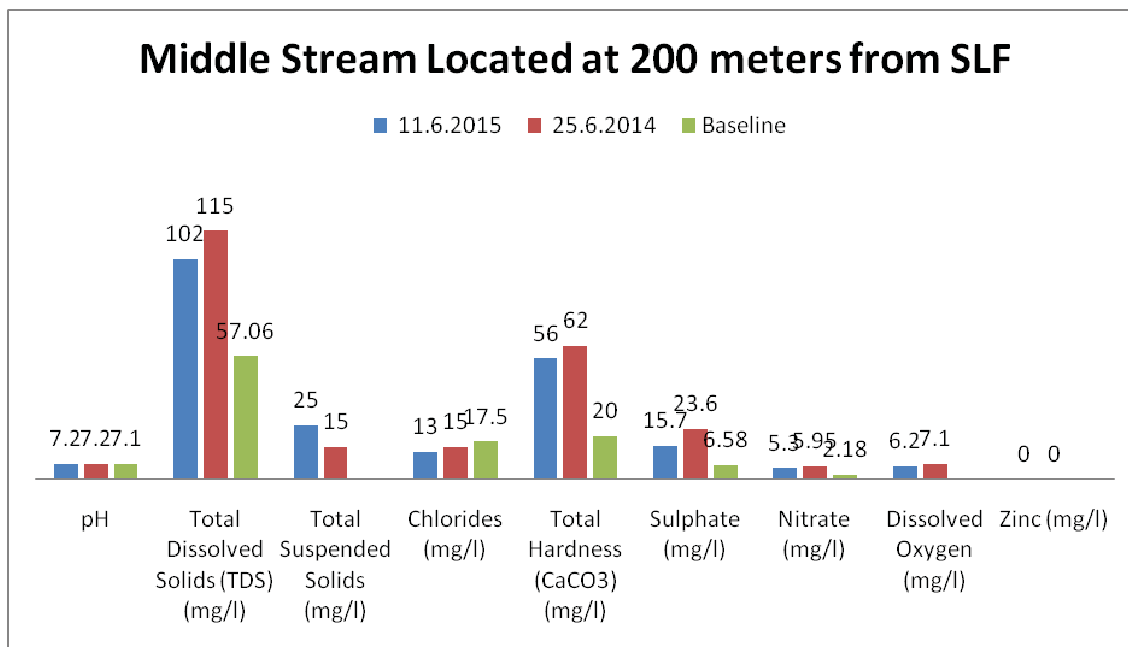 Middle Stream Located at 200 meters from SLF
11.6.2015 25.6.2014 Baseline
7.2 7.2 7.1
102 115 57.06
25 15
13 15 17.5
56 62 20
15.7 23.6 6.58
5.3 5.95 2.18
6.2 7.1
0 0
pH
Total
Dissolved
Solids (TDS)
(mg/l)
Total
Suspended
Solids
(mg/l)
Chlorides
(mg/l)
Total
Hardness
(CaCO3)
(mg/l)
Sulphate
(mg/l)
Nitrate
(mg/l)
Dissolved
Oxygen
(mg/l)
Zinc (mg/l)